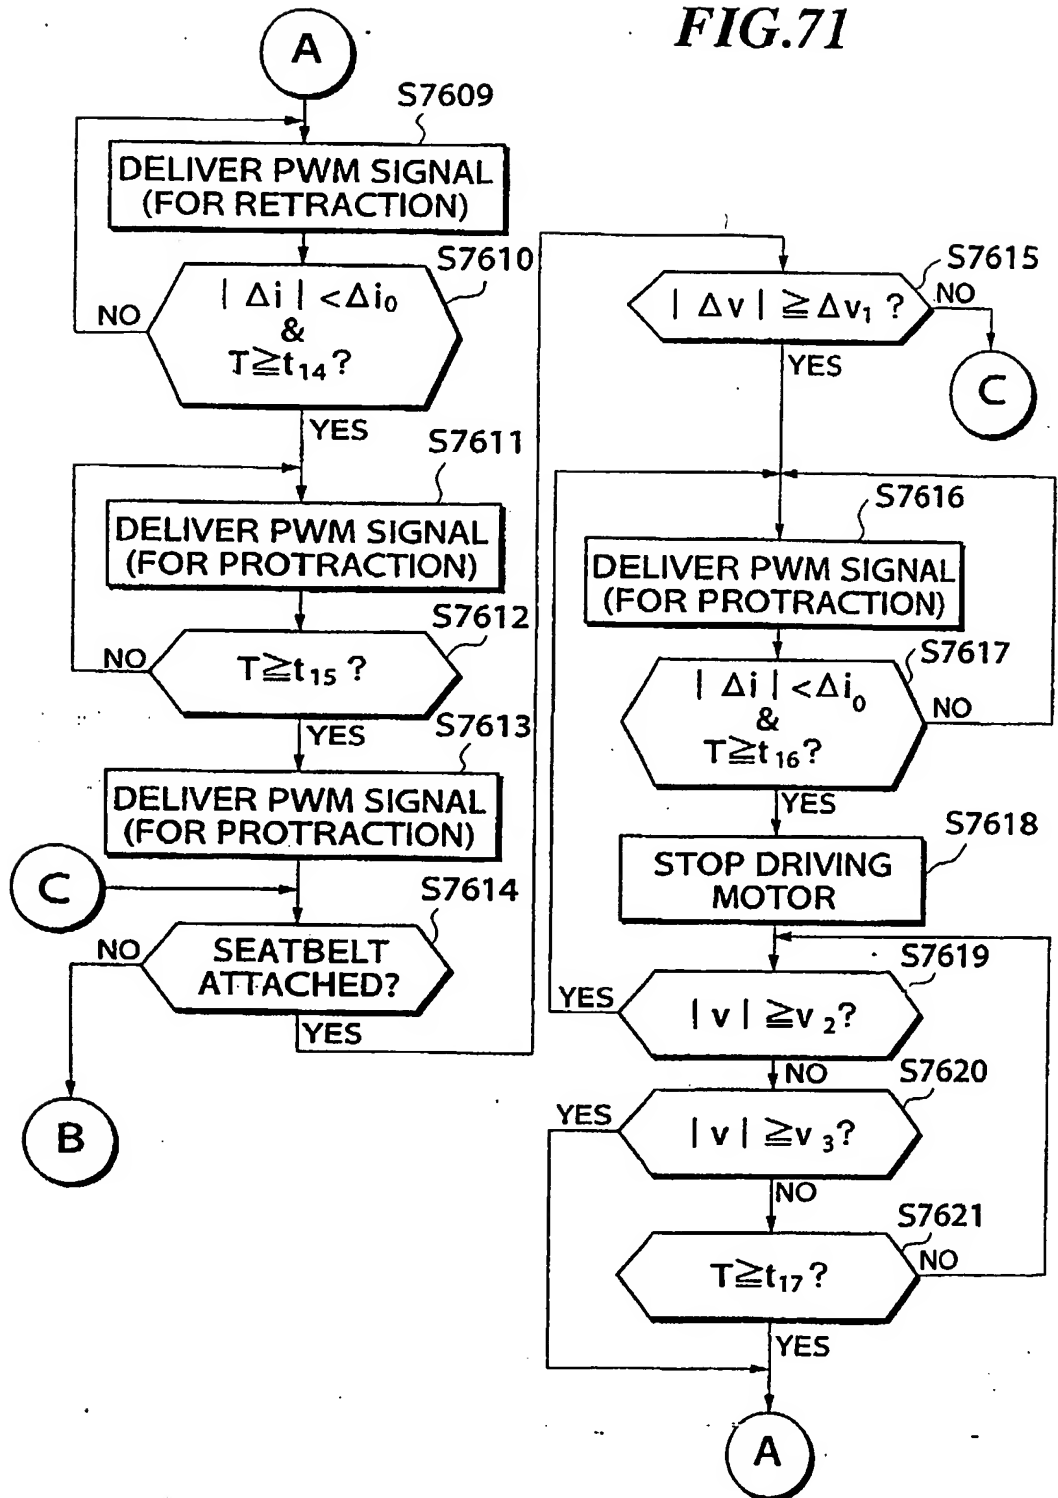 FIG.71
A
S7609
DELIVER PWM SIGNAL
(FOR RETRACTION)
S7610
| Δi | <Δi₀
&
T≧t₁₄?
NO
YES
S7611
DELIVER PWM SIGNAL
(FOR PROTRACTION)
S7612
T≧t₁₅?
NO
YES
S7613
DELIVER PWM SIGNAL
(FOR PROTRACTION)
C
S7614
SEATBELT
ATTACHED?
NO
YES
B
S7615
| Δv | ≧Δv₁ ?
NO
YES
C
S7616
DELIVER PWM SIGNAL
(FOR PROTRACTION)
S7617
| Δi | <Δi₀
&
T≧t₁₆?
NO
YES
S7618
STOP DRIVING
MOTOR
S7619
| v | ≧v₂?
YES
NO
S7620
| v | ≧v₃?
YES
NO
S7621
T≧t₁₇?
NO
YES
A